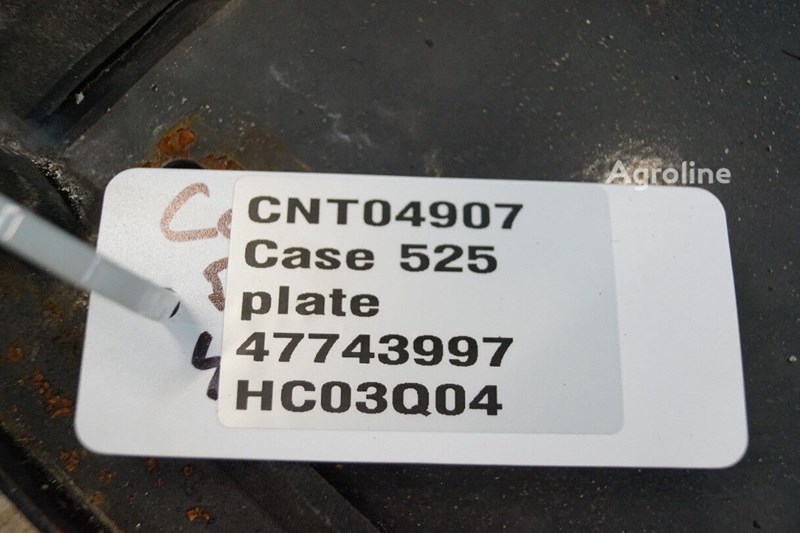 Agroline
CNT04907
Case 525
plate
47743997
HC03Q04